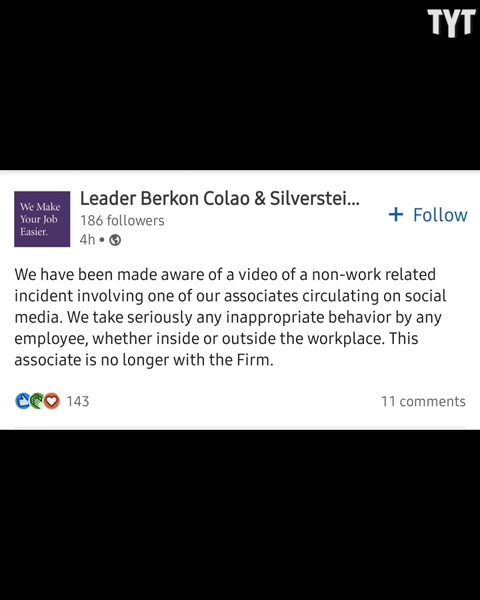 TYT
We Make
Your Job
Easier.
Leader Berkon Colao & Silverstei...
186 followers
4h •
+ Follow
We have been made aware of a video of a non-work related
incident involving one of our associates circulating on social
media. We take seriously any inappropriate behavior by any
employee, whether inside or outside the workplace. This
associate is no longer with the Firm.
143
11 comments